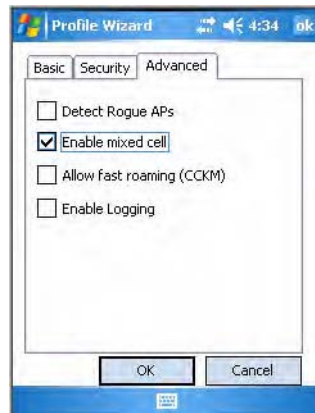 Profile Wizard 4:34 ok
Basic Security Advanced
Detect Rogue APs
Enable mixed cell
Allow fast roaming (CCKM)
Enable Logging
OK Cancel